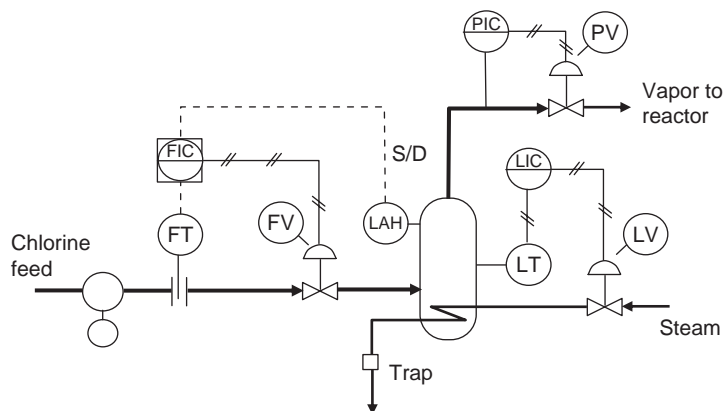 PIC
PV
Vapor to
reactor
FIC
S/D
LIC
LAH
FT
FV
LT
LV
Chlorine
feed
Steam
Trap